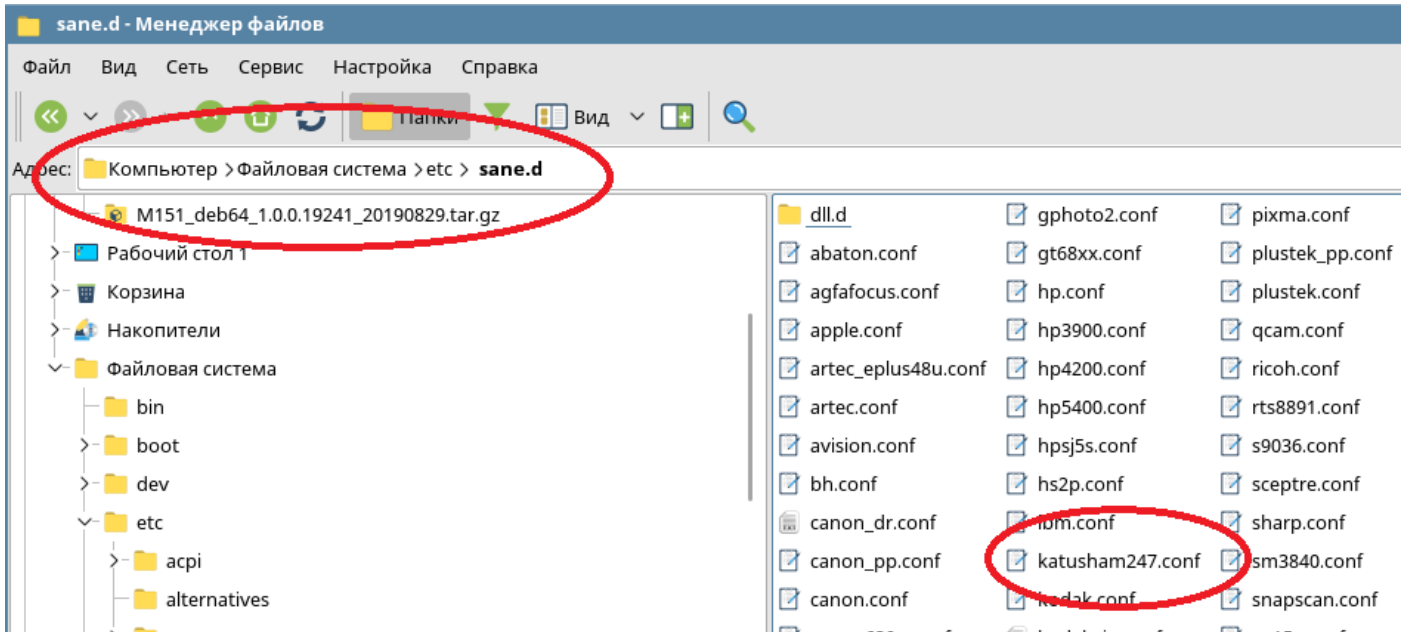 sane.d - Менеджер файлов
Файл Вид Сеть Сервис Настройка Справка
Папки Вид
Адрес: Компьютер > Файловая система > etc > sane.d
M151_deb64_1.0.0.19241_20190829.tar.gz
Рабочий стол 1
Корзина
Накопители
Файловая система
bin
boot
dev
etc
acpi
alternatives
dll.d
abaton.conf
agfafocus.conf
apple.conf
artec_eplus48u.conf
artec.conf
avision.conf
bh.conf
canon_dr.conf
canon_pp.conf
canon.conf
gphoto2.conf
gt68xx.conf
hp.conf
hp3900.conf
hp4200.conf
hp5400.conf
hpsj5s.conf
hs2p.conf
ibm.conf
katusham247.conf
kodak.conf
pixma.conf
plustek_pp.conf
plustek.conf
qcam.conf
ricoh.conf
rts8891.conf
s9036.conf
sceptre.conf
sharp.conf
sm3840.conf
snapscan.conf